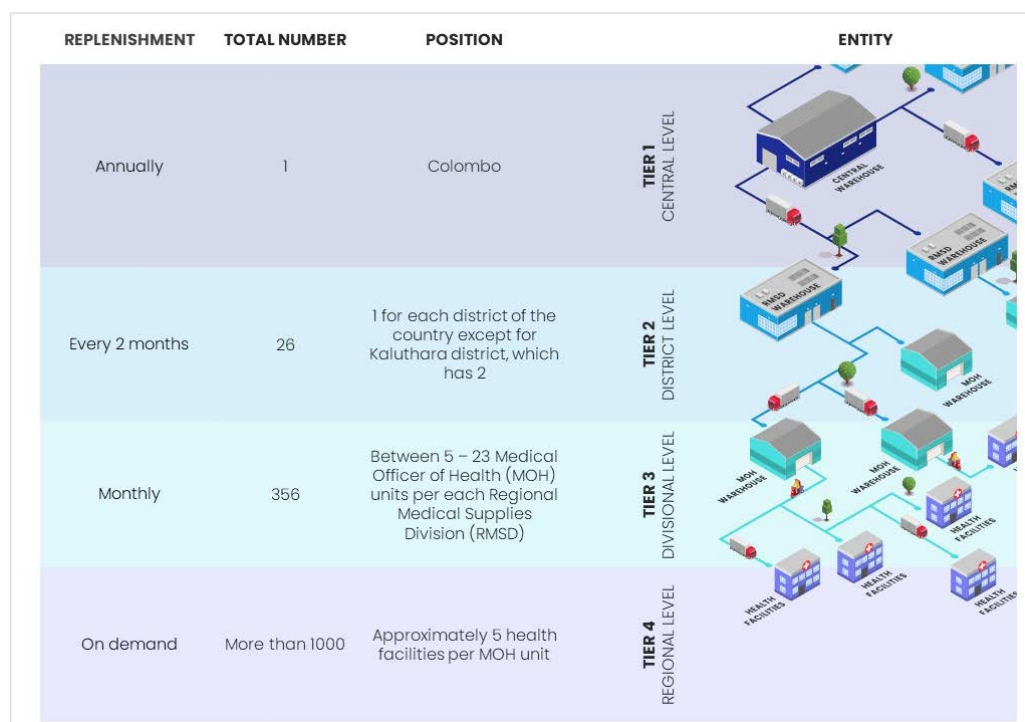 REPLENISHMENT TOTAL NUMBER POSITION ENTITY
Annually 1 Colombo
TIER 1
CENTRAL LEVEL
CENTRAL
WAREHOUSE
RMSD
WAREHOUSE
RMSD
WAREHOUSE
Every 2 months 26
1 for each district of the
country except for
Kaluthara district, which
has 2
TIER 2
DISTRICT LEVEL
MOH
WAREHOUSE
Monthly 356
Between 5 – 23 Medical
Officer of Health (MOH)
units per each Regional
Medical Supplies
Division (RMSD)
TIER 3
DIVISIONAL LEVEL
MOH
WAREHOUSE
MOH
WAREHOUSE
HEALTH
FACILITIES
HEALTH
FACILITIES
HEALTH
FACILITIES
HEALTH
FACILITIES
On demand More than 1000
Approximately 5 health
facilities per MOH unit
TIER 4
REGIONAL LEVEL